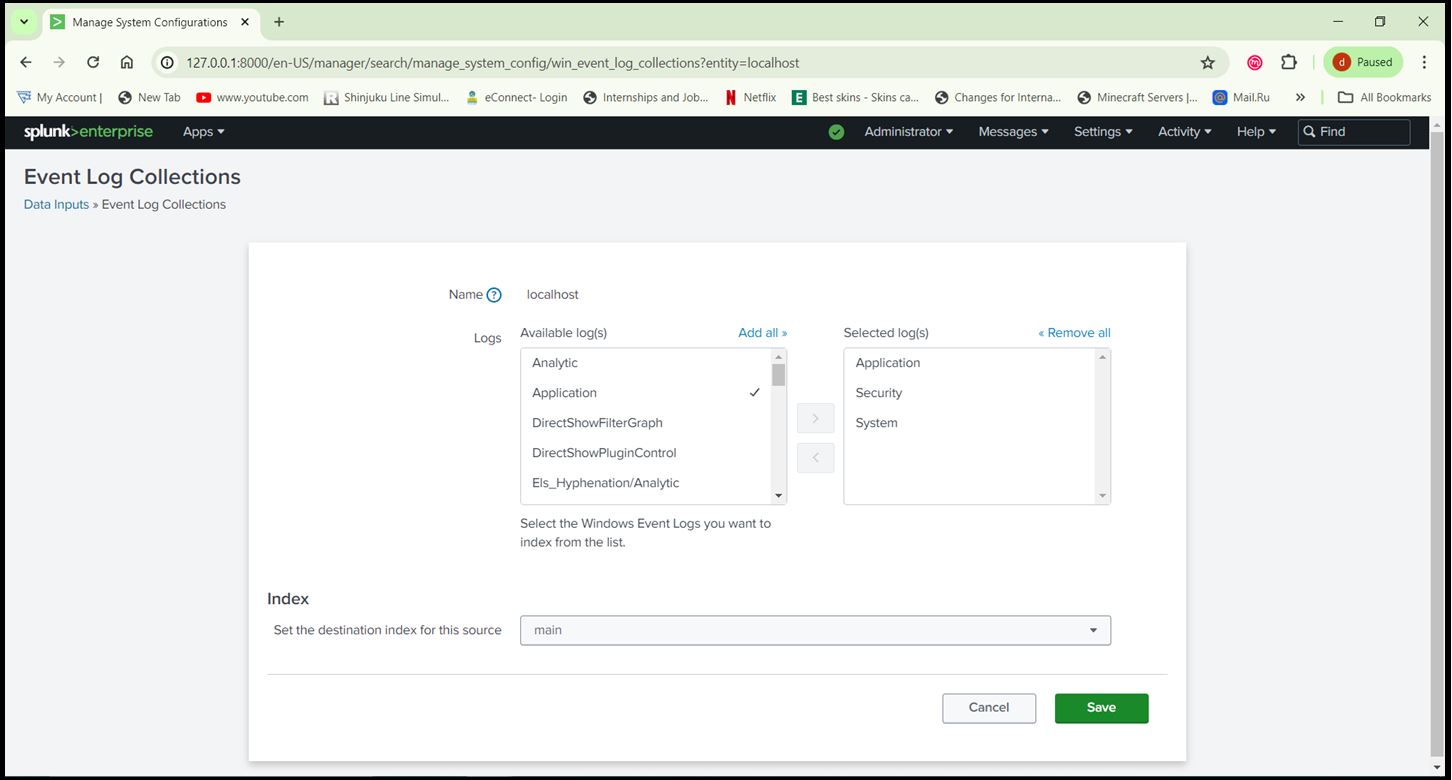 Manage System Configurations
127.0.0.1:8000/en-US/manager/search/manage_system_config/win_event_log_collections?entity=localhost
d Paused
My Account | New Tab www.youtube.com Shinjuku Line Simul... eConnect- Login Internships and Job... Netflix Best skins - Skins ca... Changes for Interna... Minecraft Servers |... Mail.Ru » All Bookmarks
splunk>enterprise Apps Administrator Messages Settings Activity Help Find
Event Log Collections
Data Inputs » Event Log Collections
Name ? localhost
Logs
Available log(s) Add all »
Analytic
Application
DirectShowFilterGraph
DirectShowPluginControl
Els_Hyphenation/Analytic
Selected log(s) « Remove all
Application
Security
System
Select the Windows Event Logs you want to
index from the list.
Index
Set the destination index for this source main
Cancel Save